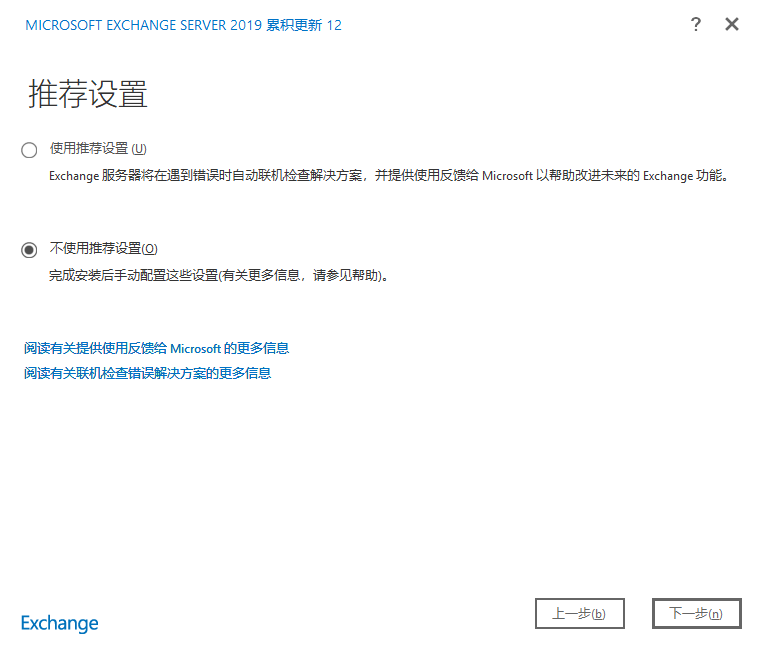 MICROSOFT EXCHANGE SERVER 2019 累积更新 12
? ✕
推荐设置
使用推荐设置 (U)
Exchange 服务器将在遇到错误时自动联机检查解决方案，并提供使用反馈给 Microsoft 以帮助改进未来的 Exchange 功能。
不使用推荐设置(O)
完成安装后手动配置这些设置(有关更多信息，请参见帮助)。
阅读有关提供使用反馈给 Microsoft 的更多信息
阅读有关联机检查错误解决方案的更多信息
Exchange
上一步(b)
下一步(n)